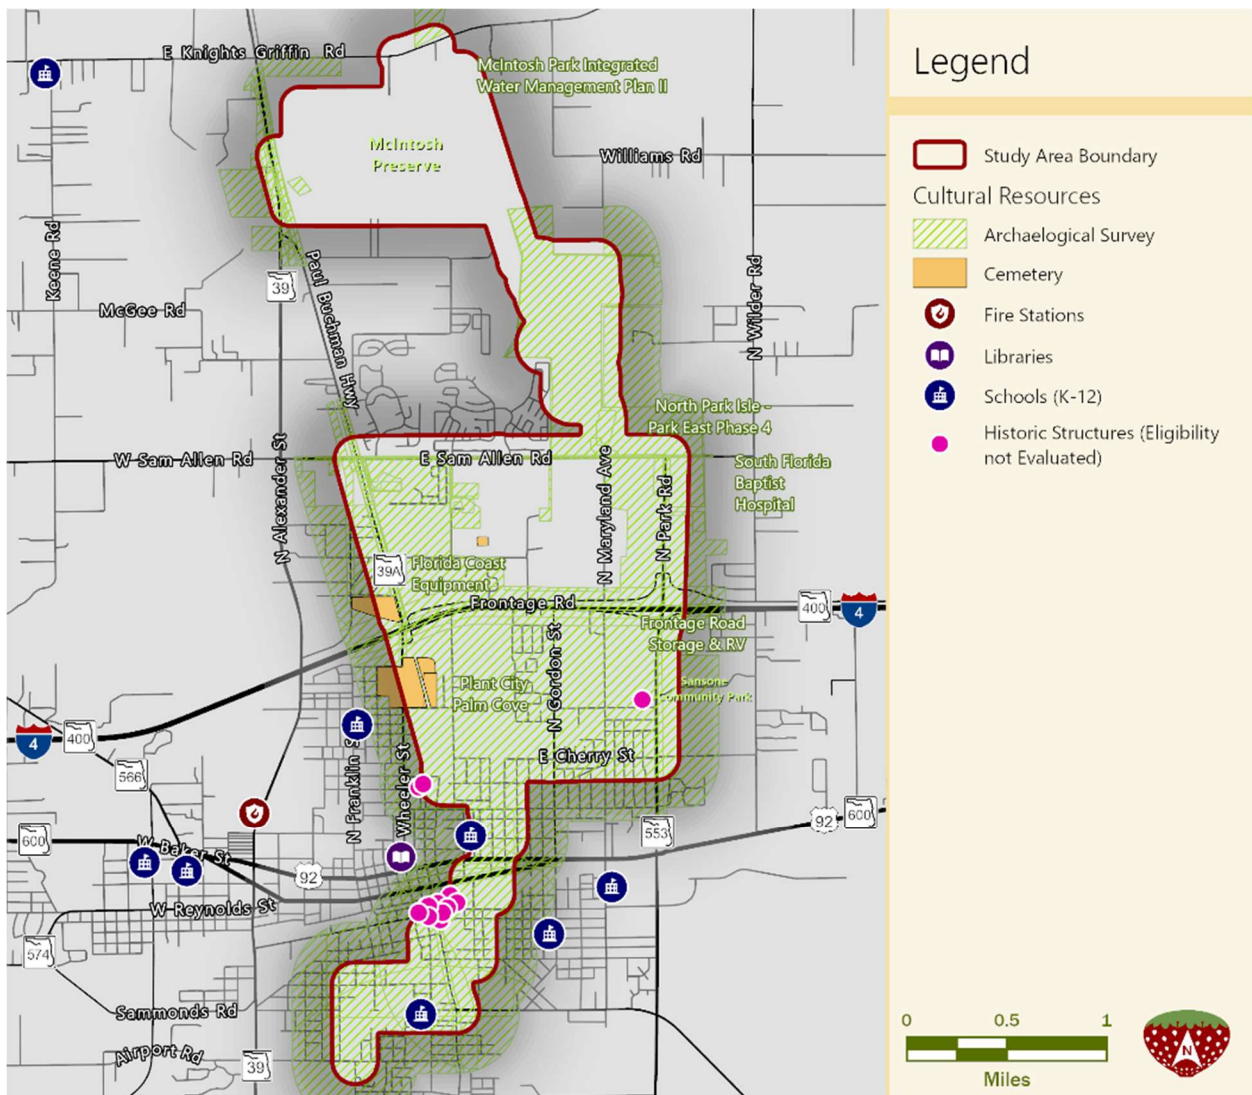 E Knights Griffin Rd
McIntosh Park Integrated
Water Management Plan II
McIntosh
Preserve
Williams Rd
Keene Rd
Paul Buchman Hwy
39
McGee Rd
N Wilder Rd
North Park Isle -
Park East Phase 4
W Sam Allen Rd
E Sam Allen Rd
South Florida
Baptist
Hospital
N Alexander St
N Maryland Ave
N Park Rd
39A
Florida Coast
Equipment
Frontage Rd
400
4
Frontage Road
Storage & RV
N Gordon St
Sansone
Community Park
Plant City
Palm Cove
4
400
566
N Franklin S
Wheeler St
E Cherry St
600
W Baker St
92
553
92
600
W Reynolds St
574
Sammonds Rd
Airport Rd
39
Legend
Study Area Boundary
Cultural Resources
Archaelogical Survey
Cemetery
Fire Stations
Libraries
Schools (K-12)
Historic Structures (Eligibility
not Evaluated)
0 0.5 1
Miles
N